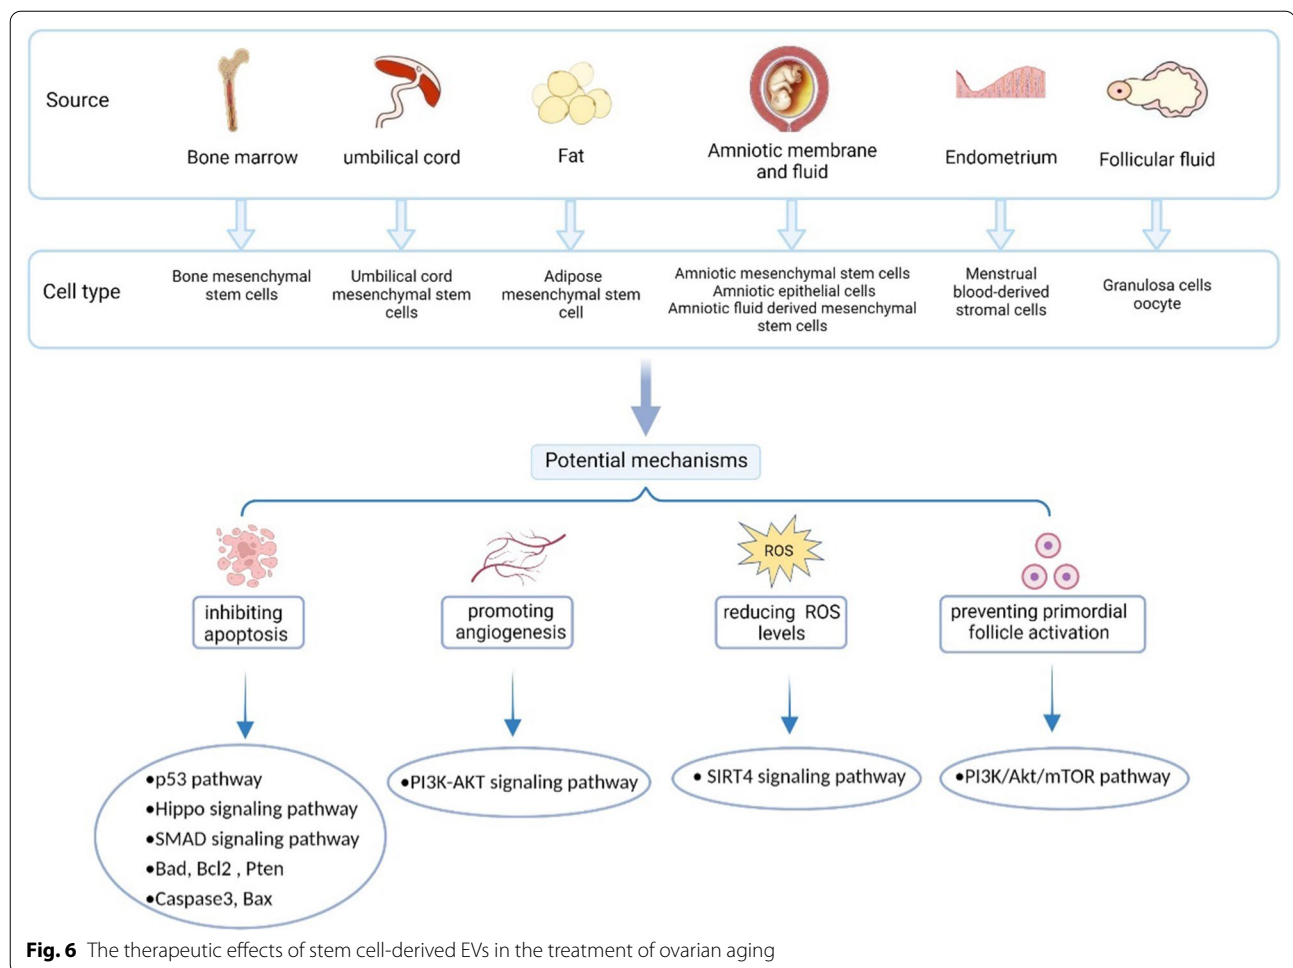 Source
Bone marrow
umbilical cord
Fat
Amniotic membrane
and fluid
Endometrium
Follicular fluid
Cell type
Bone mesenchymal
stem cells
Umbilical cord
mesenchymal stem
cells
Adipose
mesenchymal stem
cell
Amniotic mesenchymal stem cells
Amniotic epithelial cells
Amniotic fluid derived mesenchymal
stem cells
Menstrual
blood-derived
stromal cells
Granulosa cells
oocyte
Potential mechanisms
ROS
inhibiting
apoptosis
promoting
angiogenesis
reducing ROS
levels
preventing primordial
follicle activation
•p53 pathway
•Hippo signaling pathway
•SMAD signaling pathway
•Bad, Bcl2 , Pten
•Caspase3, Bax
•PI3K-AKT signaling pathway
• SIRT4 signaling pathway
•PI3K/Akt/mTOR pathway
Fig. 6 The therapeutic effects of stem cell-derived EVs in the treatment of ovarian aging